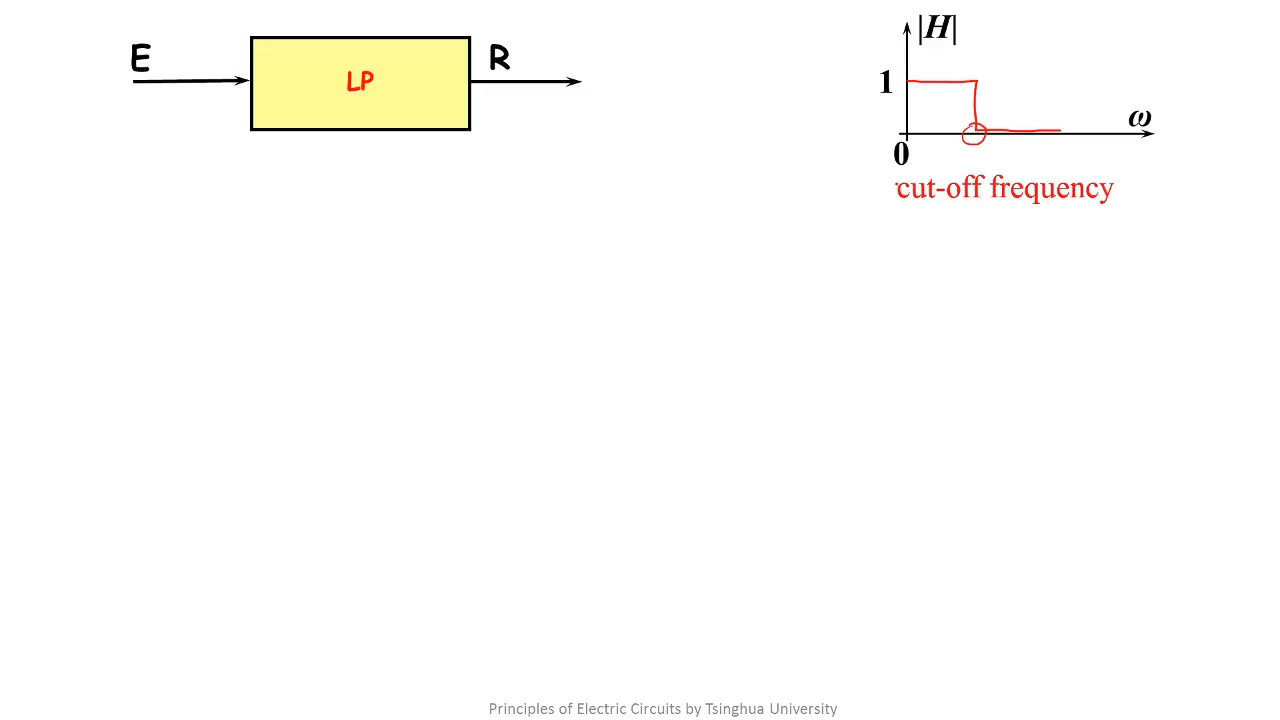 E
LP
R
|H|
1
ω
0
cut-off frequency
Principles of Electric Circuits by Tsinghua University